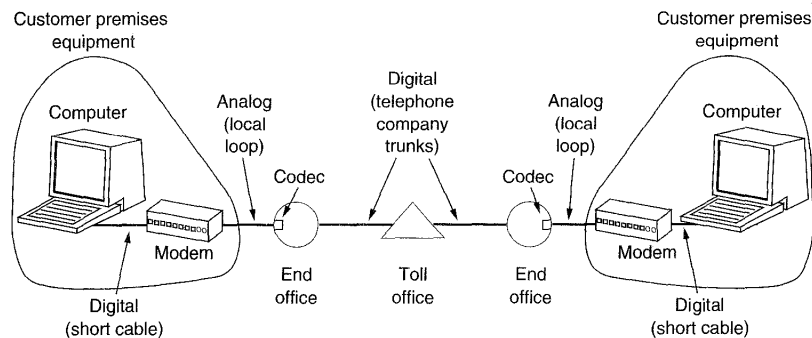 Customer premises
equipment
Computer
Modem
Digital
(short cable)
Analog
(local
loop)
Codec
End
office
Digital
(telephone
company
trunks)
Toll
office
Codec
End
office
Analog
(local
loop)
Customer premises
equipment
Computer
Modem
Digital
(short cable)